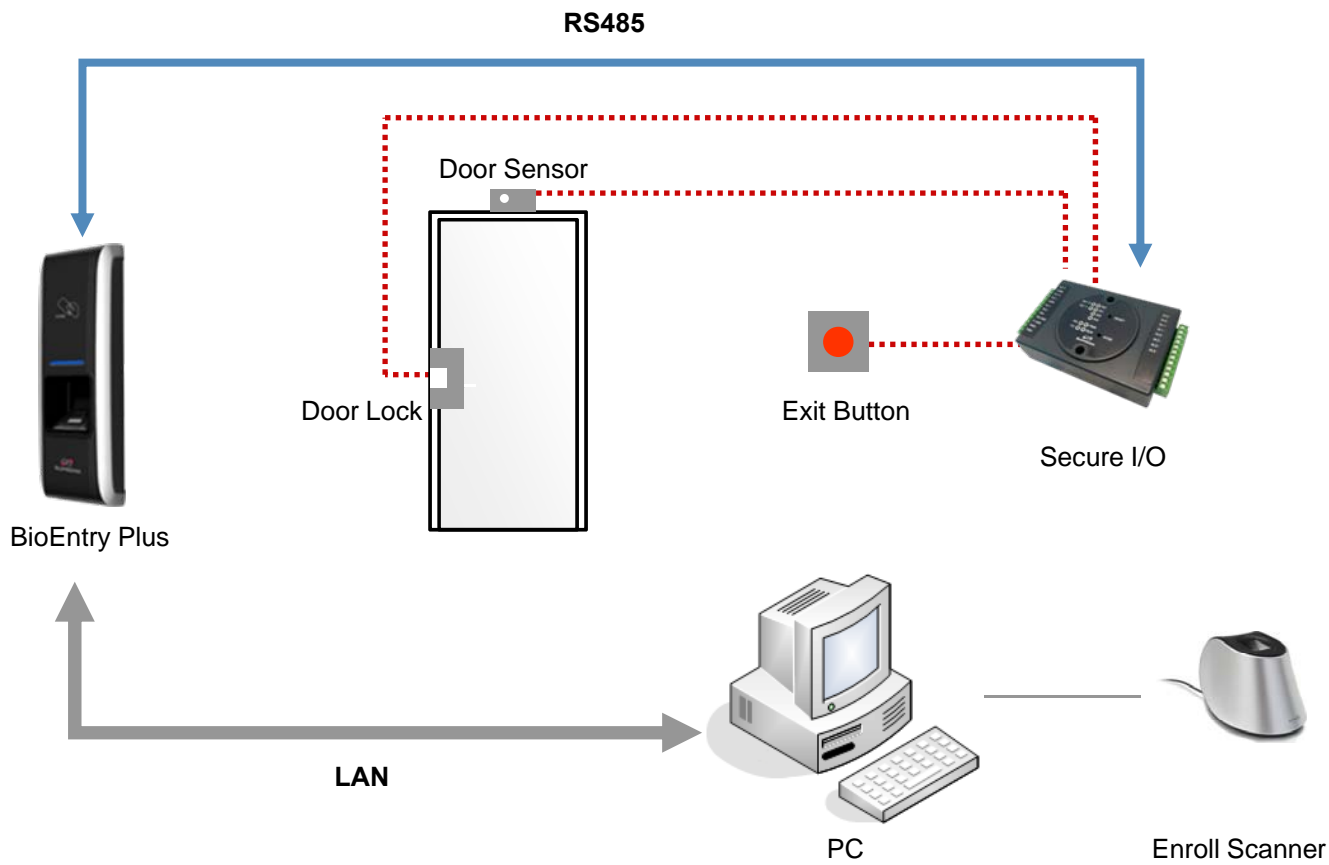 RS485
Door Sensor
Door Lock
Exit Button
Secure I/O
BioEntry Plus
LAN
PC
Enroll Scanner